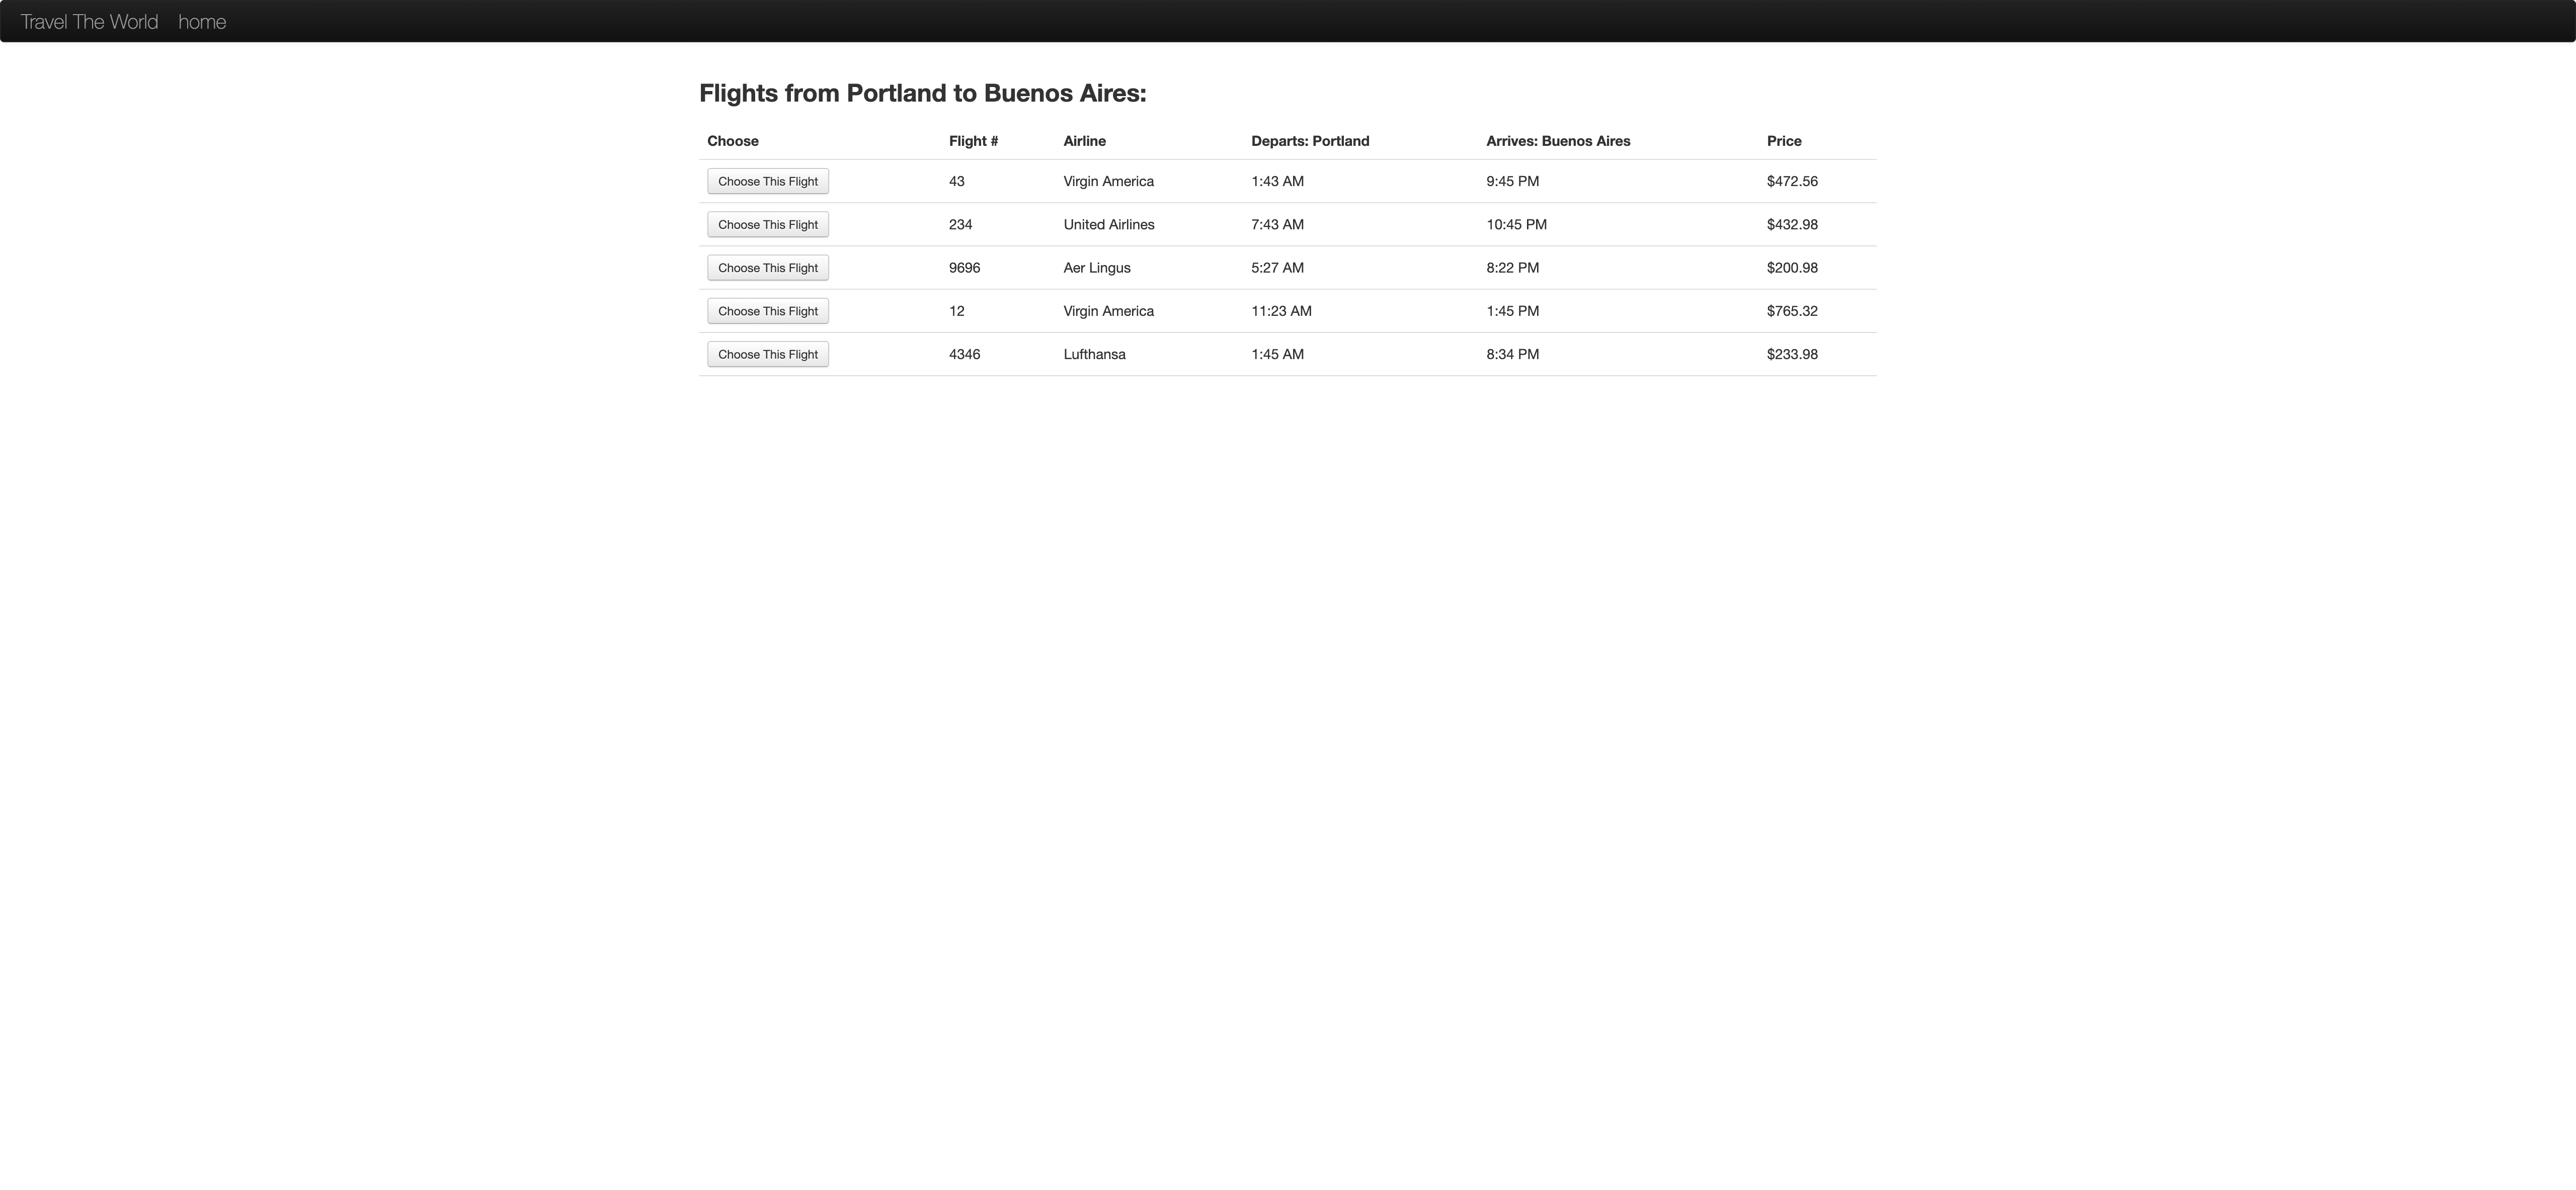 Travel The World home
Flights from Portland to Buenos Aires:
Choose Flight # Airline Departs: Portland Arrives: Buenos Aires Price
Choose This Flight 43 Virgin America 1:43 AM 9:45 PM $472.56
Choose This Flight 234 United Airlines 7:43 AM 10:45 PM $432.98
Choose This Flight 9696 Aer Lingus 5:27 AM 8:22 PM $200.98
Choose This Flight 12 Virgin America 11:23 AM 1:45 PM $765.32
Choose This Flight 4346 Lufthansa 1:45 AM 8:34 PM $233.98